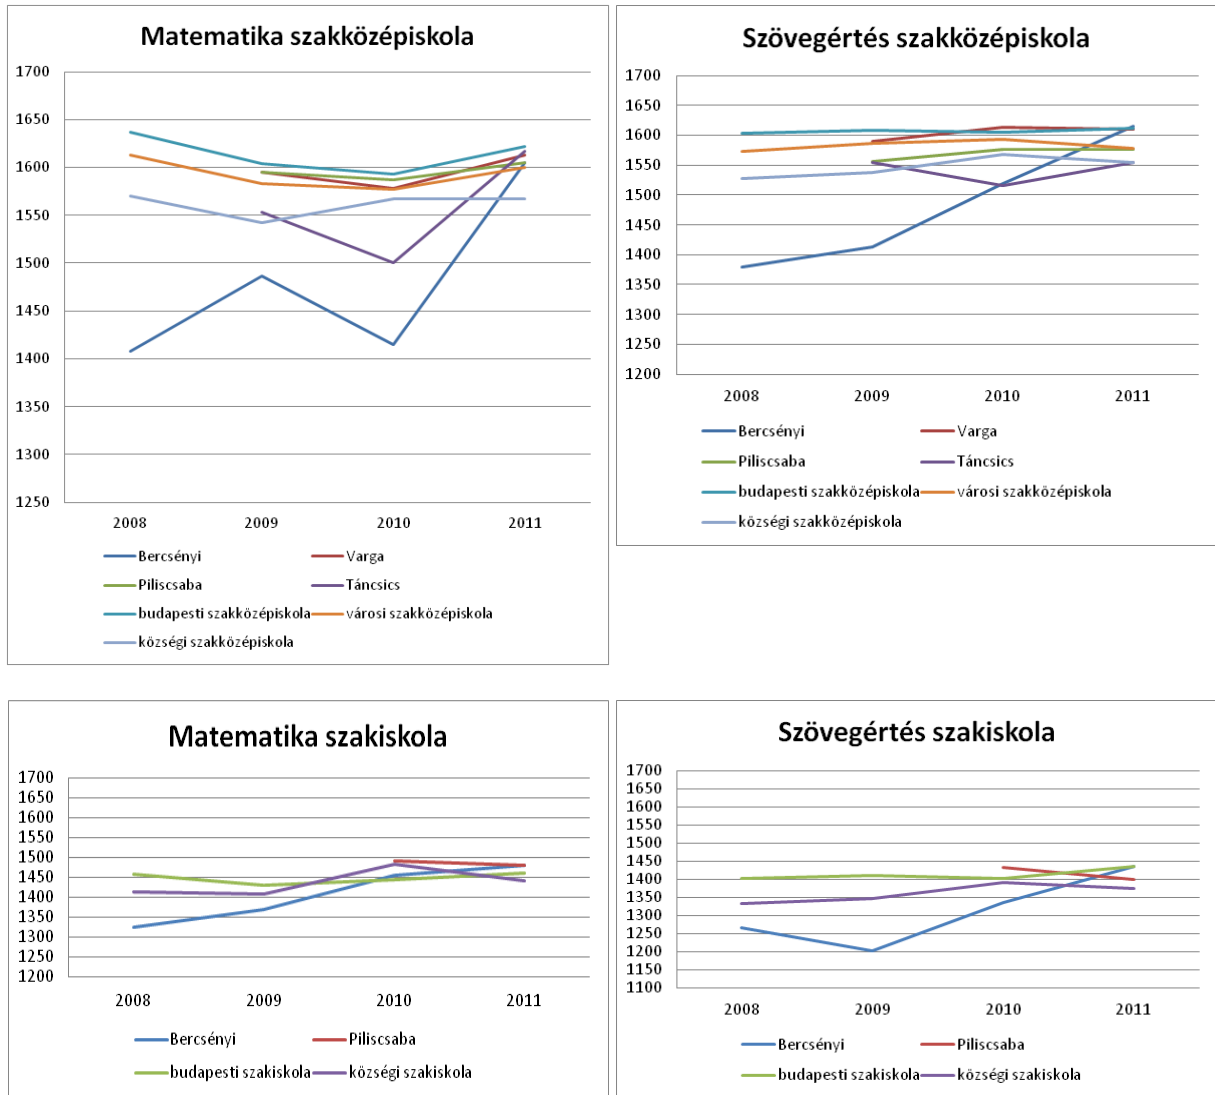 Matematika szakközépiskola
1700
1650
1600
1550
1500
1450
1400
1350
1300
1250
2008 2009 2010 2011
Bercsényi Varga
Piliscsaba Táncsics
budapesti szakközépiskola városi szakközépiskola
községi szakközépiskola
Szövegértés szakközépiskola
1700
1650
1600
1550
1500
1450
1400
1350
1300
1250
1200
2008 2009 2010 2011
Bercsényi Varga
Piliscsaba Táncsics
budapesti szakközépiskola városi szakközépiskola
községi szakközépiskola
Matematika szakiskola
1700
1650
1600
1550
1500
1450
1400
1350
1300
1250
1200
2008 2009 2010 2011
Bercsényi Piliscsaba
budapesti szakiskola községi szakiskola
Szövegértés szakiskola
1700
1650
1600
1550
1500
1450
1400
1350
1300
1250
1200
1150
1100
2008 2009 2010 2011
Bercsényi Piliscsaba
budapesti szakiskola községi szakiskola